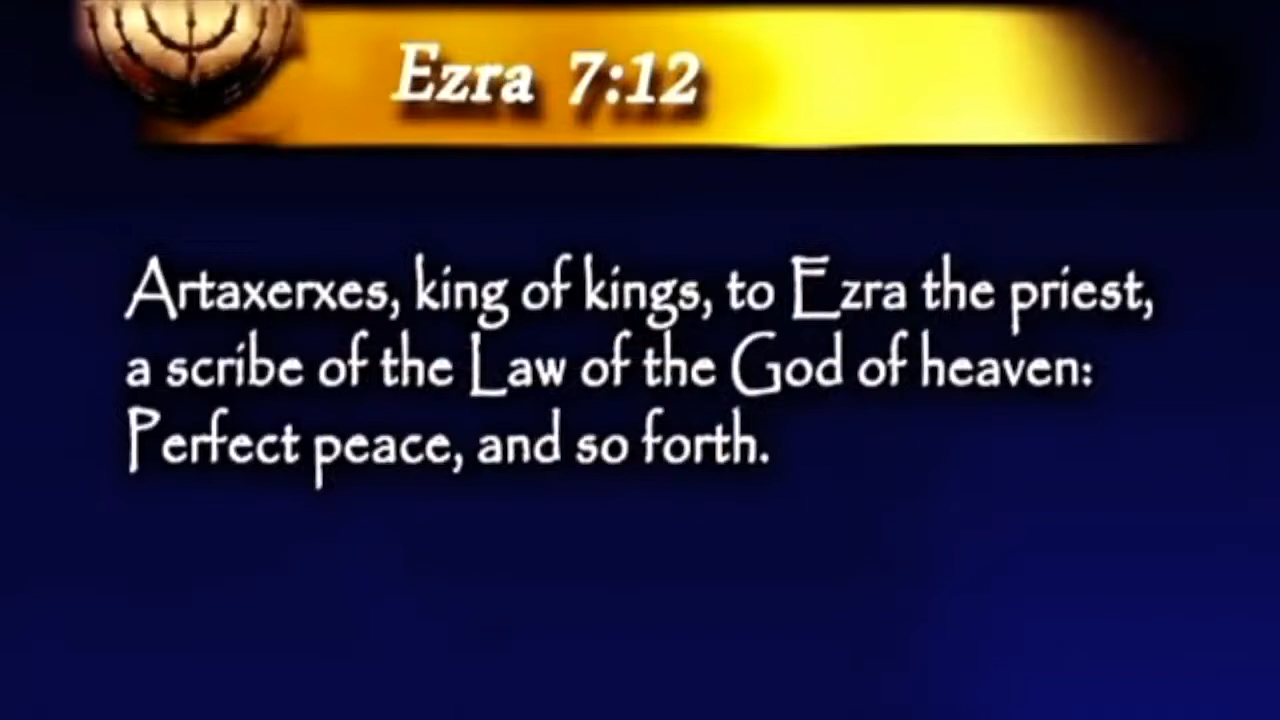 Ezra 7:12
Artaxerxes, king of kings, to Ezra the priest,
a scribe of the Law of the God of heaven:
Perfect peace, and so forth.